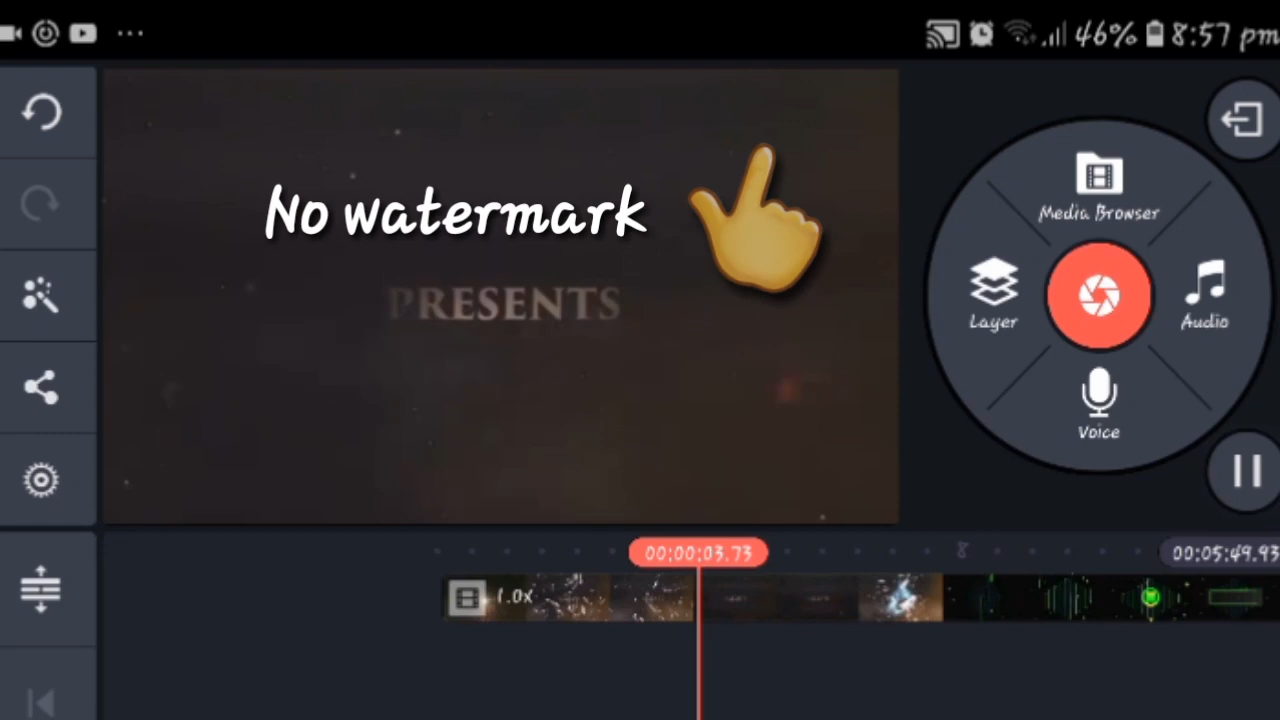 46% 8:57 pm
No watermark
PRESENTS
Media Browser
Layer
Audio
Voice
00:00:03.73
8
00:05:49.93
1.0x